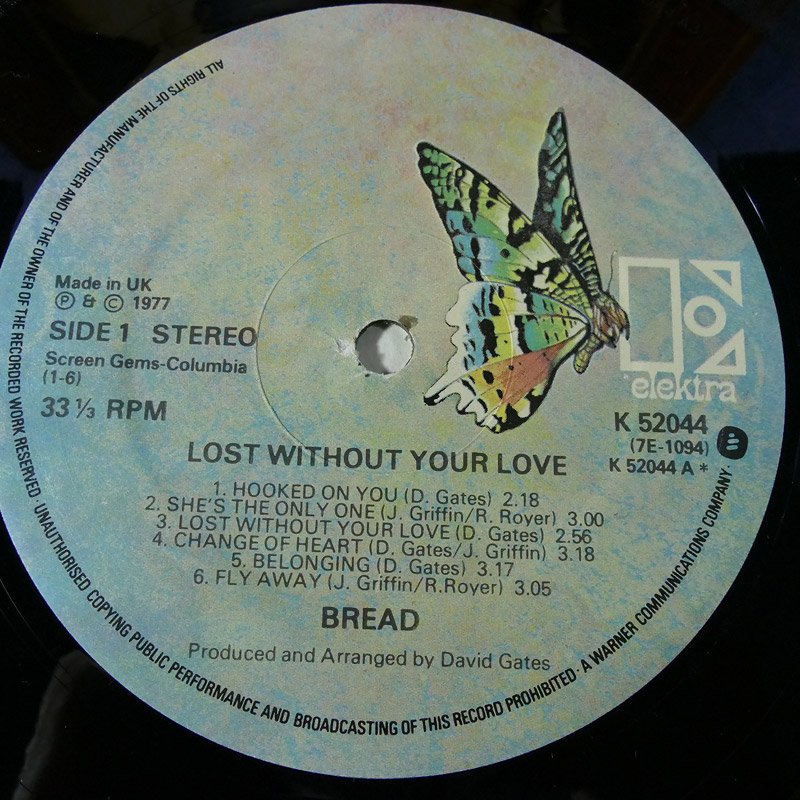 Made in UK
Ⓟ & © 1977
SIDE 1 STEREO
Screen Gems-Columbia
(1-6)
33 ⅓ RPM
elektra
K 52044
(7E-1094)
K 52044 A *
LOST WITHOUT YOUR LOVE
1. HOOKED ON YOU (D. Gates) 2.18
2. SHE'S THE ONLY ONE (J. Griffin/R. Royer) 3.00
3. LOST WITHOUT YOUR LOVE (D. Gates) 2.56
4. CHANGE OF HEART (D. Gates/J. Griffin) 3.18
5. BELONGING (D. Gates) 3.17
6. FLY AWAY (J. Griffin/R.Royer) 3.05
BREAD
Produced and Arranged by David Gates
ALL RIGHTS OF THE MANUFACTURER AND OF THE OWNER OF THE RECORDED WORK RESERVED · UNAUTHORISED COPYING PUBLIC PERFORMANCE AND BROADCASTING OF THIS RECORD PROHIBITED · A WARNER COMMUNICATIONS COMPANY ·